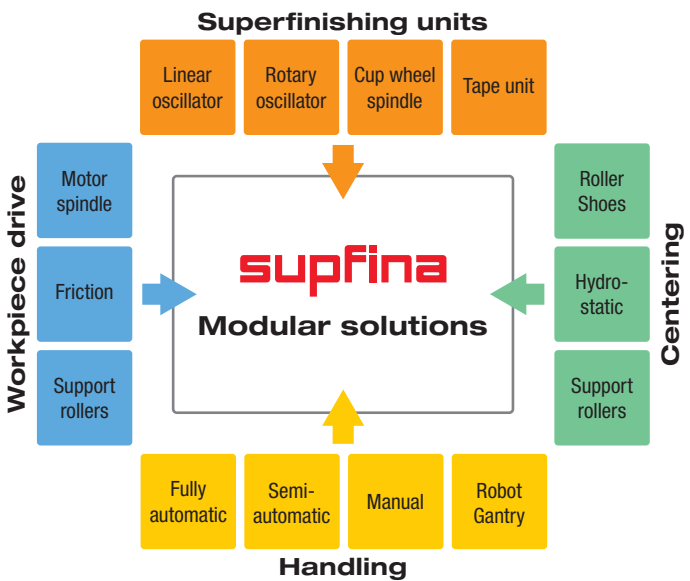 Superfinishing units
Linear
oscillator
Rotary
oscillator
Cup wheel
spindle
Tape unit
Workpiece drive
Motor
spindle
Friction
Support
rollers
supfina
Modular solutions
Centering
Roller
Shoes
Hydro-
static
Support
rollers
Fully
automatic
Semi-
automatic
Manual
Robot
Gantry
Handling